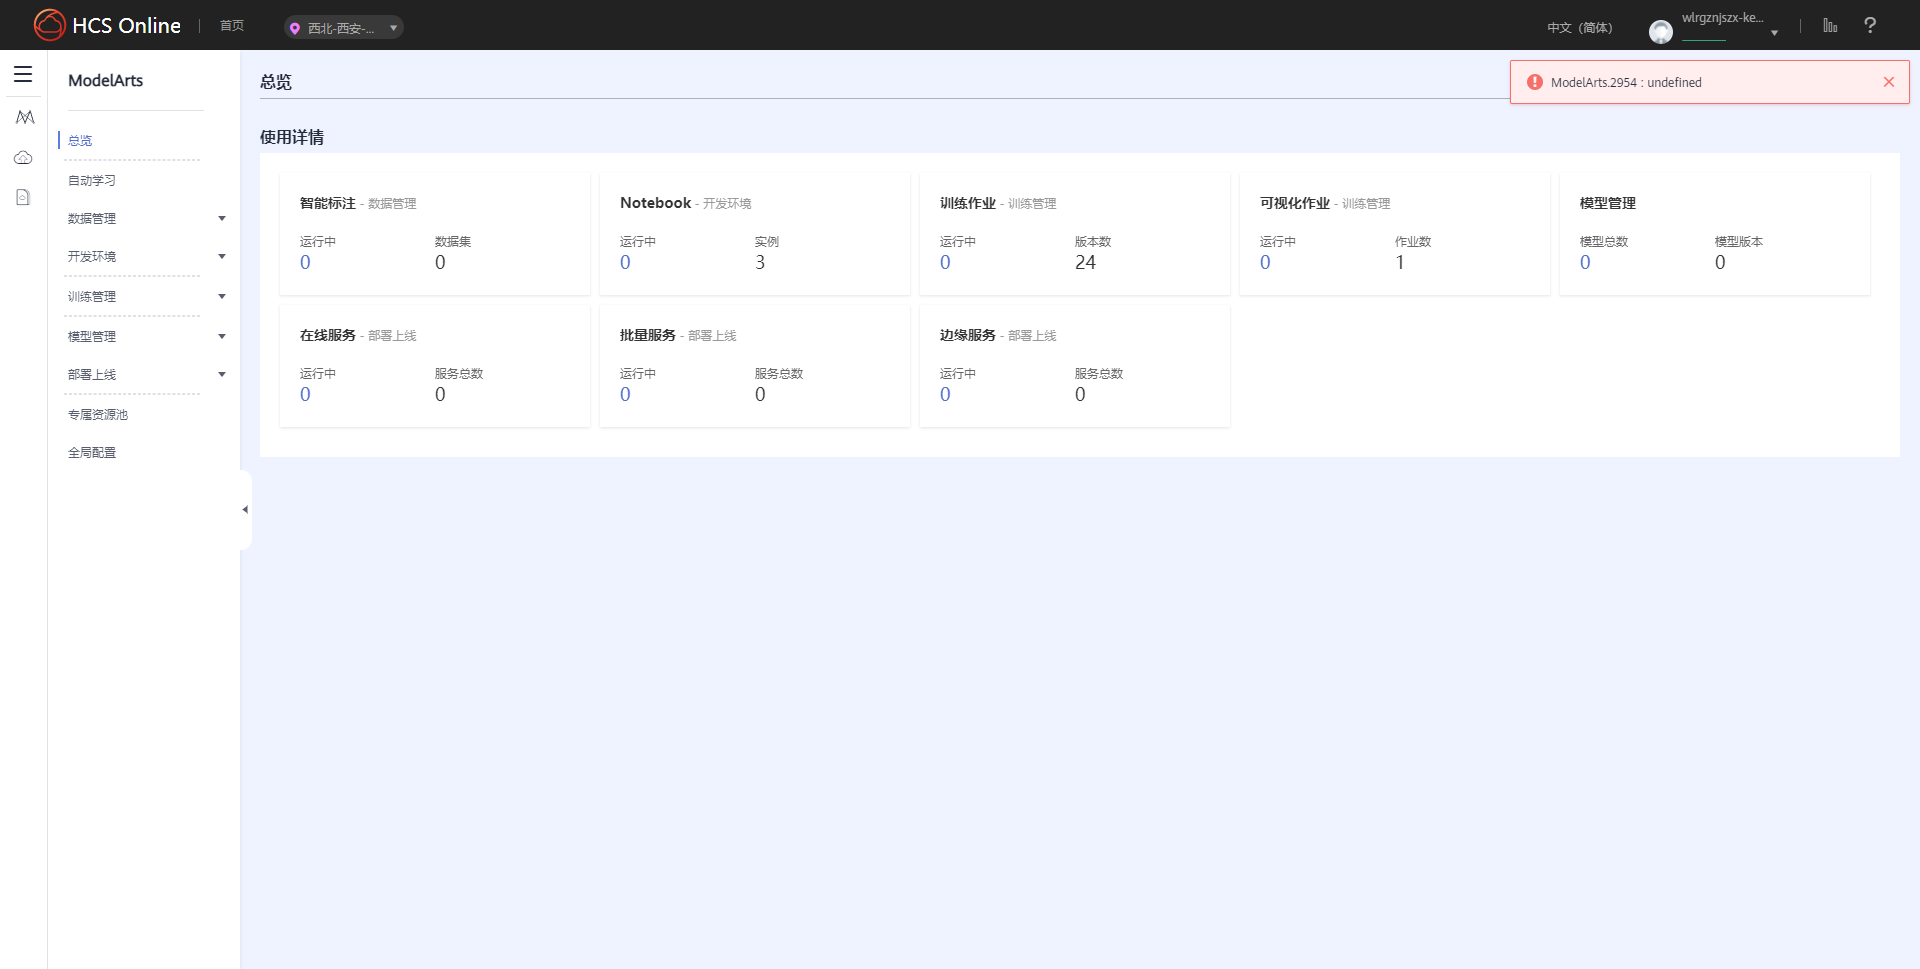 HCS Online
首页
西北-西安-...
中文（简体）
wlrgznjszx-ke...
ModelArts
总览
自动学习
数据管理
开发环境
训练管理
模型管理
部署上线
专属资源池
全局配置
总览
ModelArts.2954 : undefined
使用详情
智能标注 - 数据管理
运行中 数据集
0 0
Notebook - 开发环境
运行中 实例
0 3
训练作业 - 训练管理
运行中 版本数
0 24
可视化作业 - 训练管理
运行中 作业数
0 1
模型管理
模型总数 模型版本
0 0
在线服务 - 部署上线
运行中 服务总数
0 0
批量服务 - 部署上线
运行中 服务总数
0 0
边缘服务 - 部署上线
运行中 服务总数
0 0